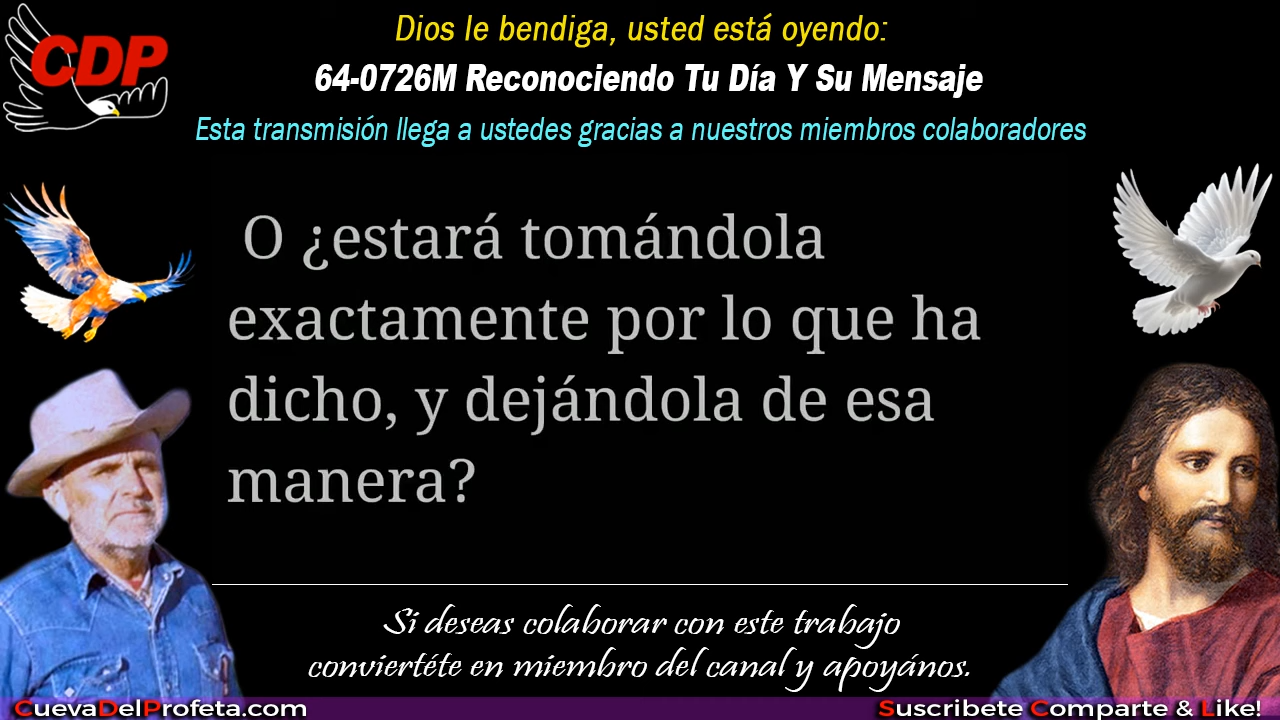 CDP
Dios le bendiga, usted está oyendo:
64-0726M Reconociendo Tu Día Y Su Mensaje
Esta transmisión llega a ustedes gracias a nuestros miembros colaboradores
O ¿estará tomándola
exactamente por lo que ha
dicho, y dejándola de esa
manera?
Si deseas colaborar con este trabajo
conviertéte en miembro del canal y apoyános.
CuevaDelProfeta.com
Suscribete Comparte & Like!